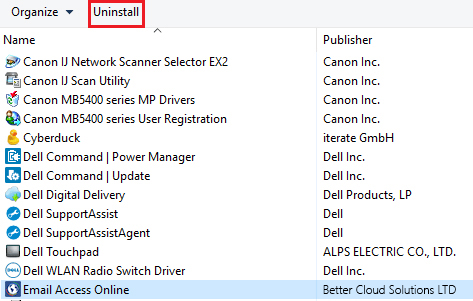 Organize Uninstall
Name Publisher
Canon IJ Network Scanner Selector EX2 Canon Inc.
Canon IJ Scan Utility Canon Inc.
Canon MB5400 series MP Drivers Canon Inc.
Canon MB5400 series User Registration Canon Inc.
Cyberduck iterate GmbH
Dell Command | Power Manager Dell Inc.
Dell Command | Update Dell Inc.
Dell Digital Delivery Dell Products, LP
Dell SupportAssist Dell
Dell SupportAssistAgent Dell
Dell Touchpad ALPS ELECTRIC CO., LTD.
Dell WLAN Radio Switch Driver Dell Inc.
Email Access Online Better Cloud Solutions LTD